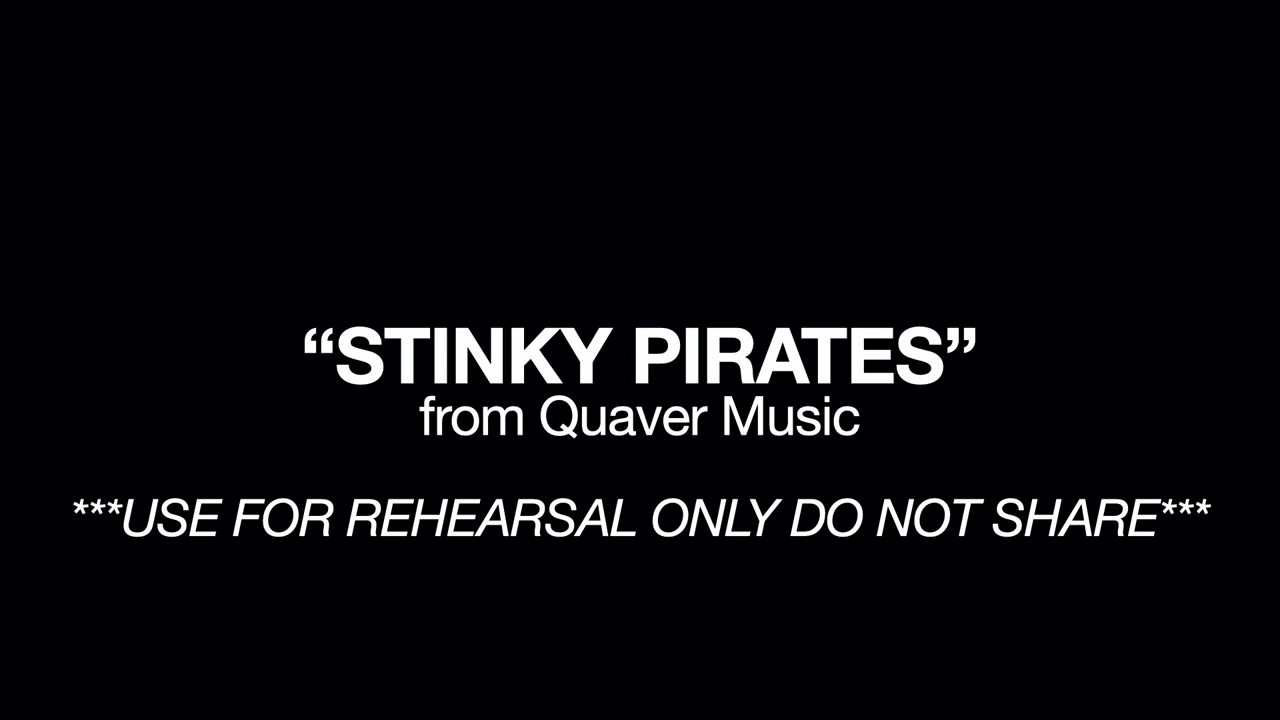 “STINKY PIRATES”
from Quaver Music
***USE FOR REHEARSAL ONLY DO NOT SHARE***